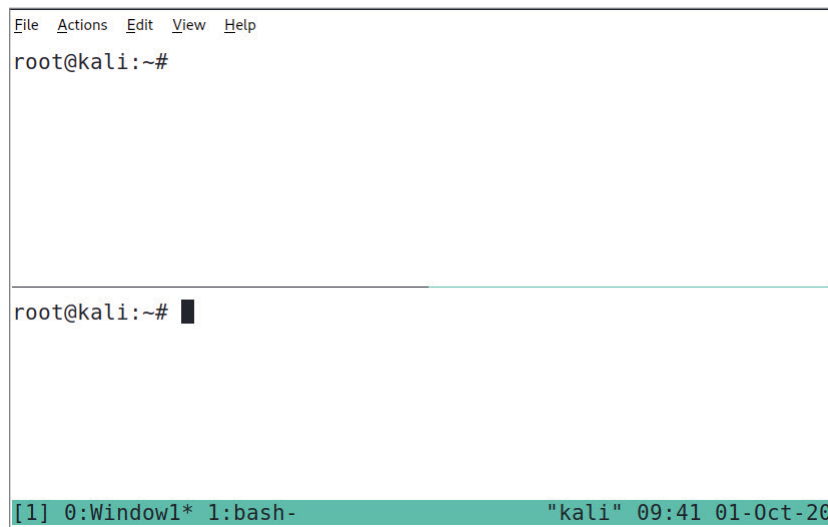 File Actions Edit View Help
root@kali:~#
root@kali:~#
[1] 0:Window1* 1:bash- "kali" 09:41 01-Oct-20